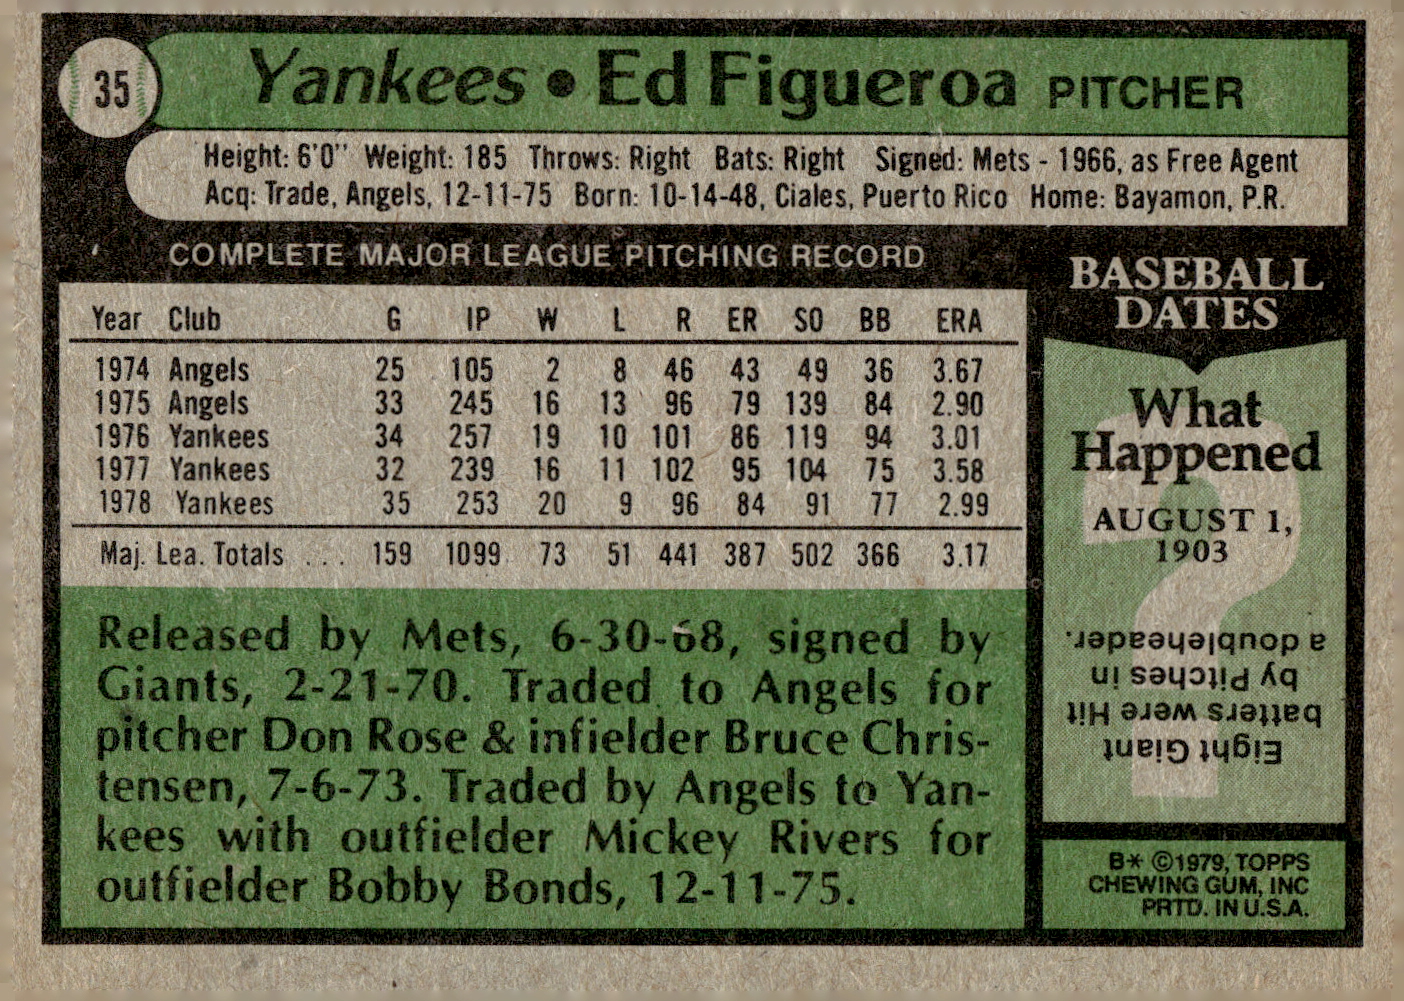 35
Yankees • Ed Figueroa PITCHER
Height: 6'0" Weight: 185 Throws: Right Bats: Right Signed: Mets - 1966, as Free Agent
Acq: Trade, Angels, 12-11-75 Born: 10-14-48, Ciales, Puerto Rico Home: Bayamon, P.R.
COMPLETE MAJOR LEAGUE PITCHING RECORD
Year Club G IP W L R ER SO BB ERA
1974 Angels 25 105 2 8 46 43 49 36 3.67
1975 Angels 33 245 16 13 96 79 139 84 2.90
1976 Yankees 34 257 19 10 101 86 119 94 3.01
1977 Yankees 32 239 16 11 102 95 104 75 3.58
1978 Yankees 35 253 20 9 96 84 91 77 2.99
Maj. Lea. Totals ... 159 1099 73 51 441 387 502 366 3.17
Released by Mets, 6-30-68, signed by
Giants, 2-21-70. Traded to Angels for
pitcher Don Rose & infielder Bruce Chris-
tensen, 7-6-73. Traded by Angels to Yan-
kees with outfielder Mickey Rivers for
outfielder Bobby Bonds, 12-11-75.
BASEBALL
DATES
What
Happened
AUGUST 1,
1903
Eight Giant
batters were Hit
by Pitches in
a doubleheader.
B* ©1979, TOPPS
CHEWING GUM, INC
PRTD. IN U.S.A.